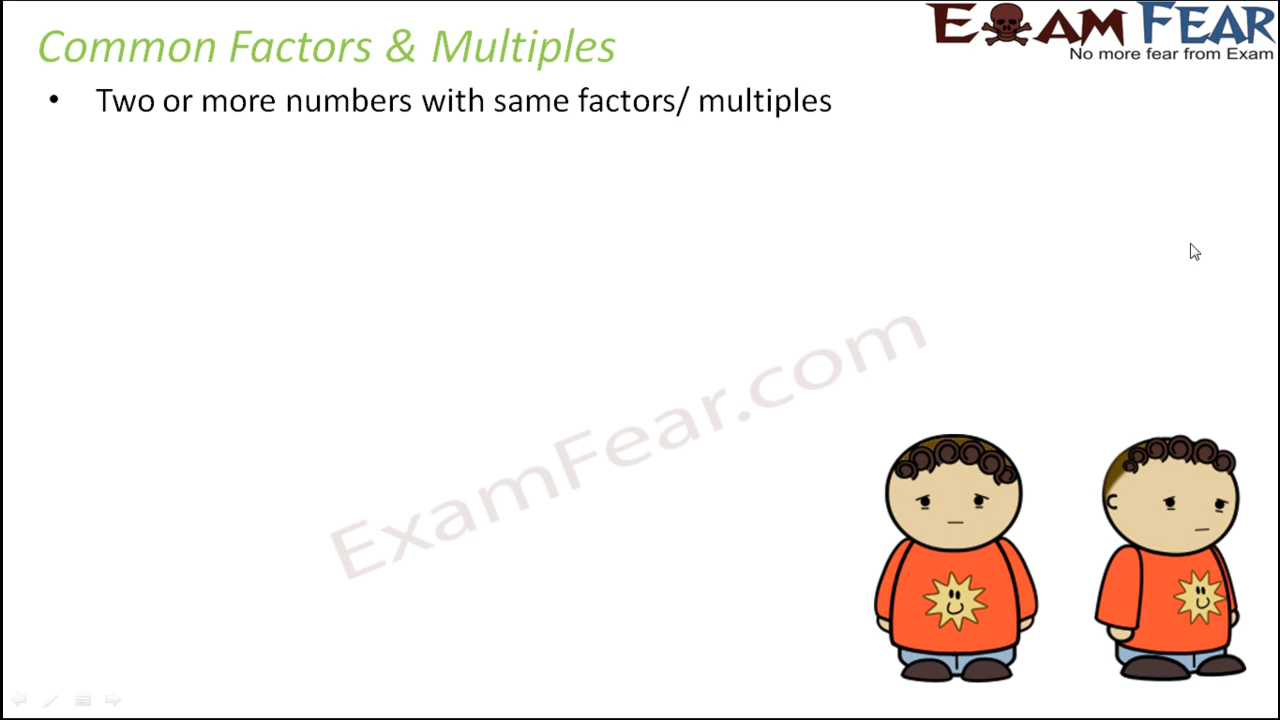 Common Factors & Multiples
EXAM FEAR
No more fear from Exam
• Two or more numbers with same factors/ multiples
ExamFear.com